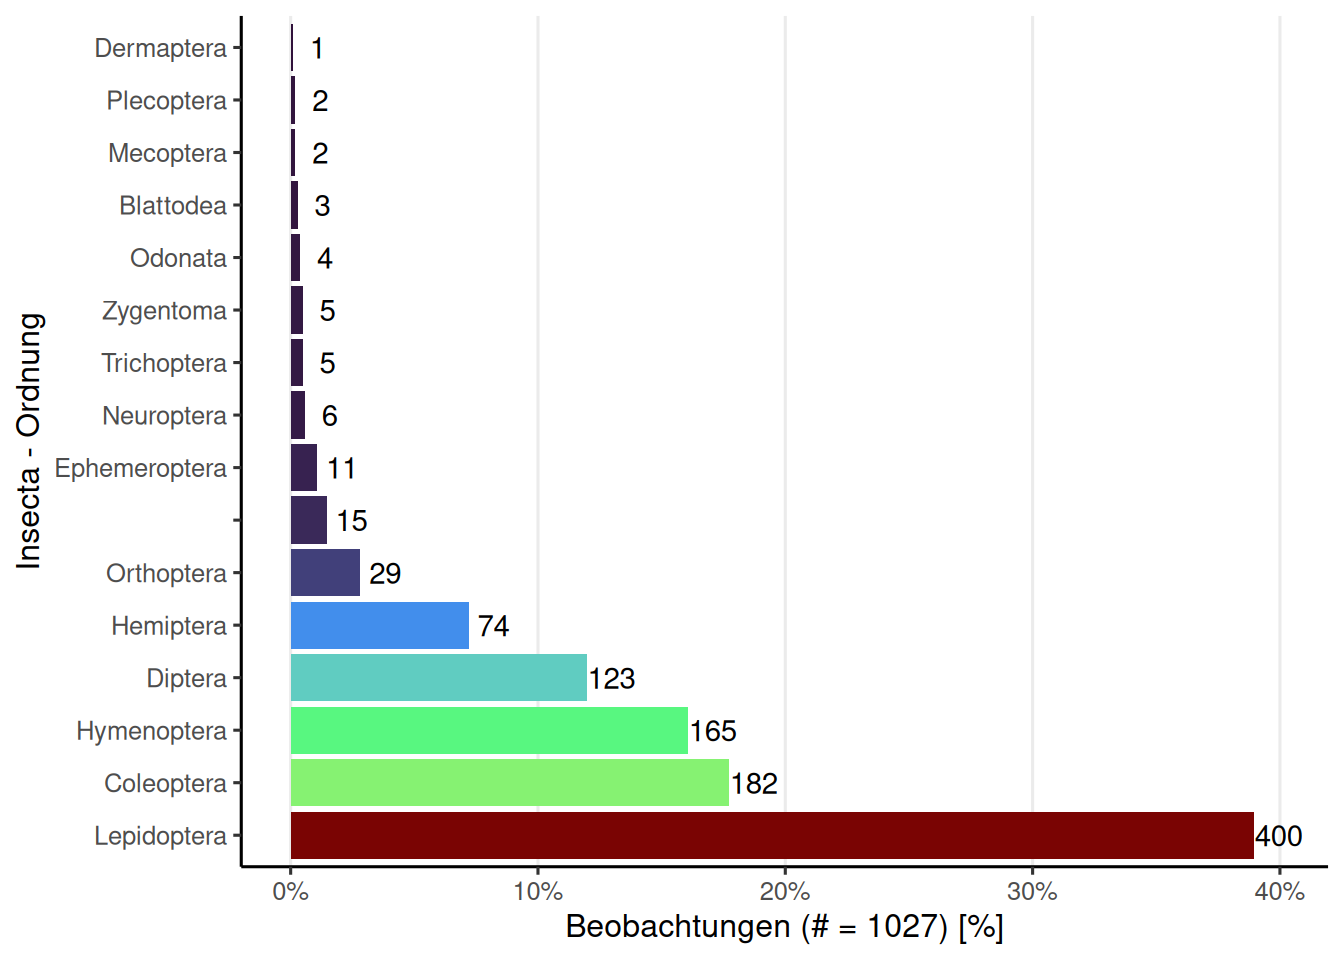 Insecta - Ordnung
Dermaptera 1
Plecoptera 2
Mecoptera 2
Blattodea 3
Odonata 4
Zygentoma 5
Trichoptera 5
Neuroptera 6
Ephemeroptera 11
15
Orthoptera 29
Hemiptera 74
Diptera 123
Hymenoptera 165
Coleoptera 182
Lepidoptera 400
0% 10% 20% 30% 40%
Beobachtungen (# = 1027) [%]